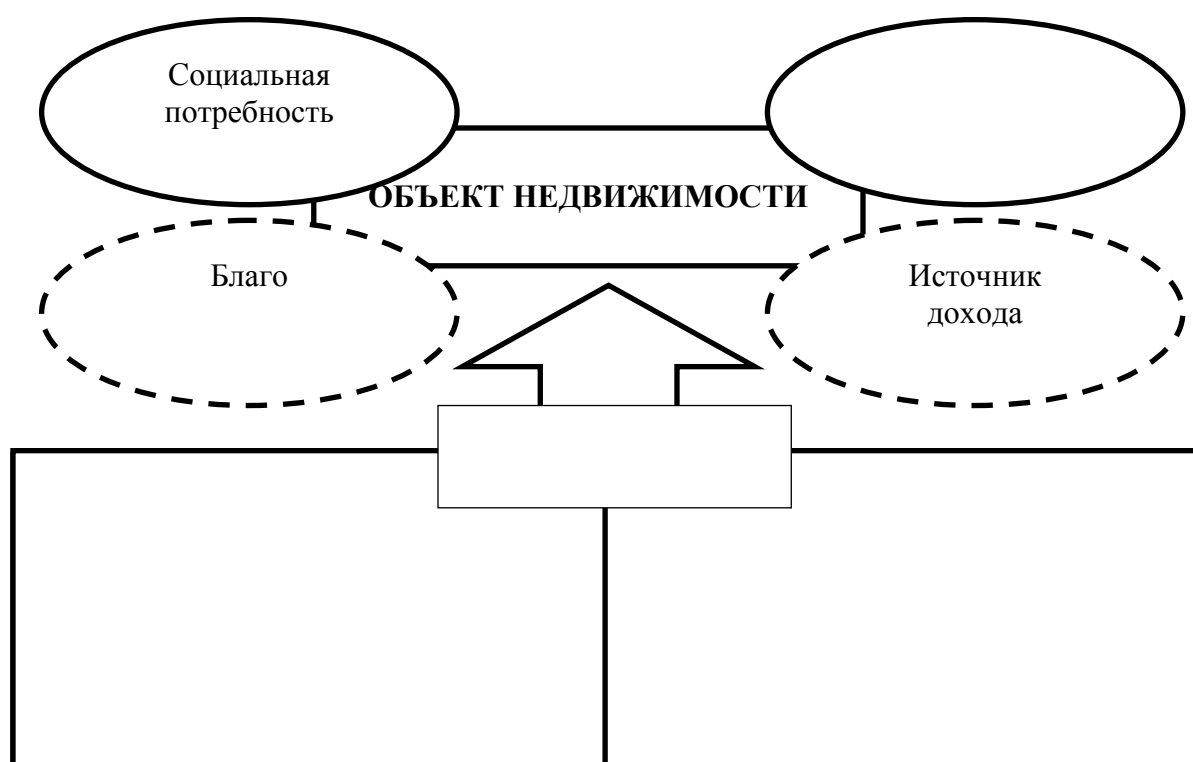 Социальная
потребность
ОБЪЕКТ НЕДВИЖИМОСТИ
Благо
Источник
дохода